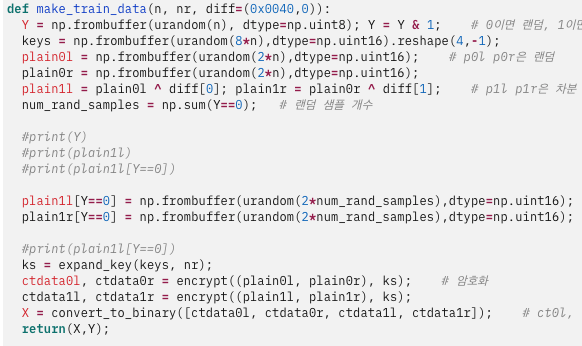 def make_train_data(n, nr, diff=(0x0040,0)):
Y = np.frombuffer(urandom(n), dtype=np.uint8); Y = Y & 1; # 0이면 랜덤, 1이면
keys = np.frombuffer(urandom(8*n),dtype=np.uint16).reshape(4,-1);
plain0l = np.frombuffer(urandom(2*n),dtype=np.uint16); # p0l p0r은 랜덤
plain0r = np.frombuffer(urandom(2*n),dtype=np.uint16);
plain1l = plain0l ^ diff[0]; plain1r = plain0r ^ diff[1]; # p1l p1r은 차분
num_rand_samples = np.sum(Y==0); # 랜덤 샘플 개수
#print(Y)
#print(plain1l)
#print(plain1l[Y==0])
plain1l[Y==0] = np.frombuffer(urandom(2*num_rand_samples),dtype=np.uint16);
plain1r[Y==0] = np.frombuffer(urandom(2*num_rand_samples),dtype=np.uint16);
#print(plain1l[Y==0])
ks = expand_key(keys, nr);
ctdata0l, ctdata0r = encrypt((plain0l, plain0r), ks); # 암호화
ctdata1l, ctdata1r = encrypt((plain1l, plain1r), ks);
X = convert_to_binary([ctdata0l, ctdata0r, ctdata1l, ctdata1r]); # ct0l,
return(X,Y);